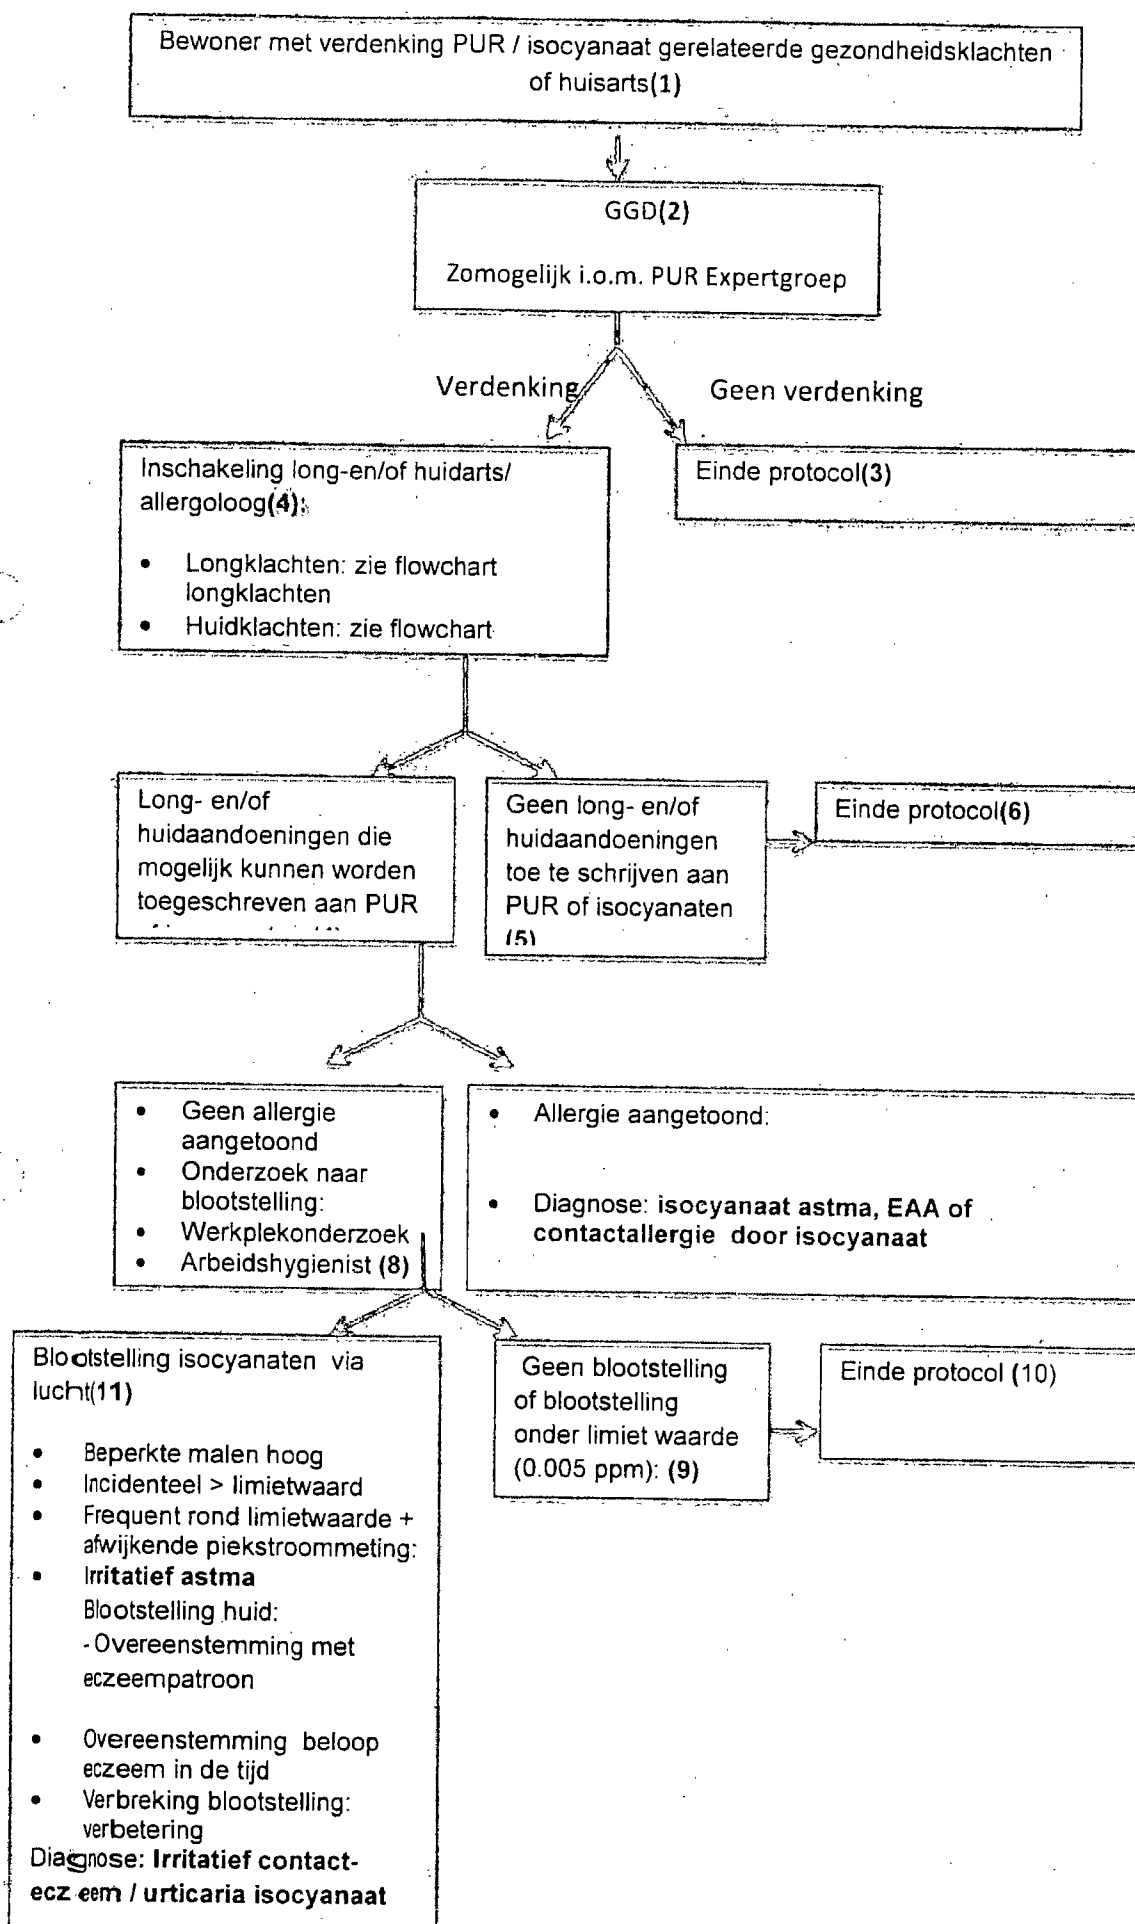 Bewoner met verdenking PUR / isocyanaat gerelateerde gezondheidsklachten
of huisarts(1)
GGD(2)
Zomogelijk i.o.m. PUR Expertgroep
Verdenking
Geen verdenking
Inschakeling long-en/of huidarts/
allergoloog(4):
• Longklachten: zie flowchart
longklachten
• Huidklachten: zie flowchart
Einde protocol(3)
Long- en/of
huidaandoeningen die
mogelijk kunnen worden
toegeschreven aan PUR
Geen long- en/of
huidaandoeningen
toe te schrijven aan
PUR of isocyanaten
(5)
Einde protocol(6)
• Geen allergie
aangetoond
• Onderzoek naar
blootstelling:
• Werkplekonderzoek
• Arbeidshygienist (8)
• Allergie aangetoond:
• Diagnose: isocyanaat astma, EAA of
contactallergie door isocyanaat
Blootstelling isocyanaten via
lucht(11)
• Beperkte malen hoog
• Incidenteel > limietwaard
• Frequent rond limietwaarde +
afwijkende piekstroommeting:
• Irritatief astma
Blootstelling huid:
- Overeenstemming met
eczeempatroon
• Overeenstemming beloop
eczeem in de tijd
• Verbreking blootstelling:
verbetering
Diagnose: Irritatief contact-
eczeem / urticaria isocyanaat
Geen blootstelling
of blootstelling
onder limiet waarde
(0.005 ppm): (9)
Einde protocol (10)